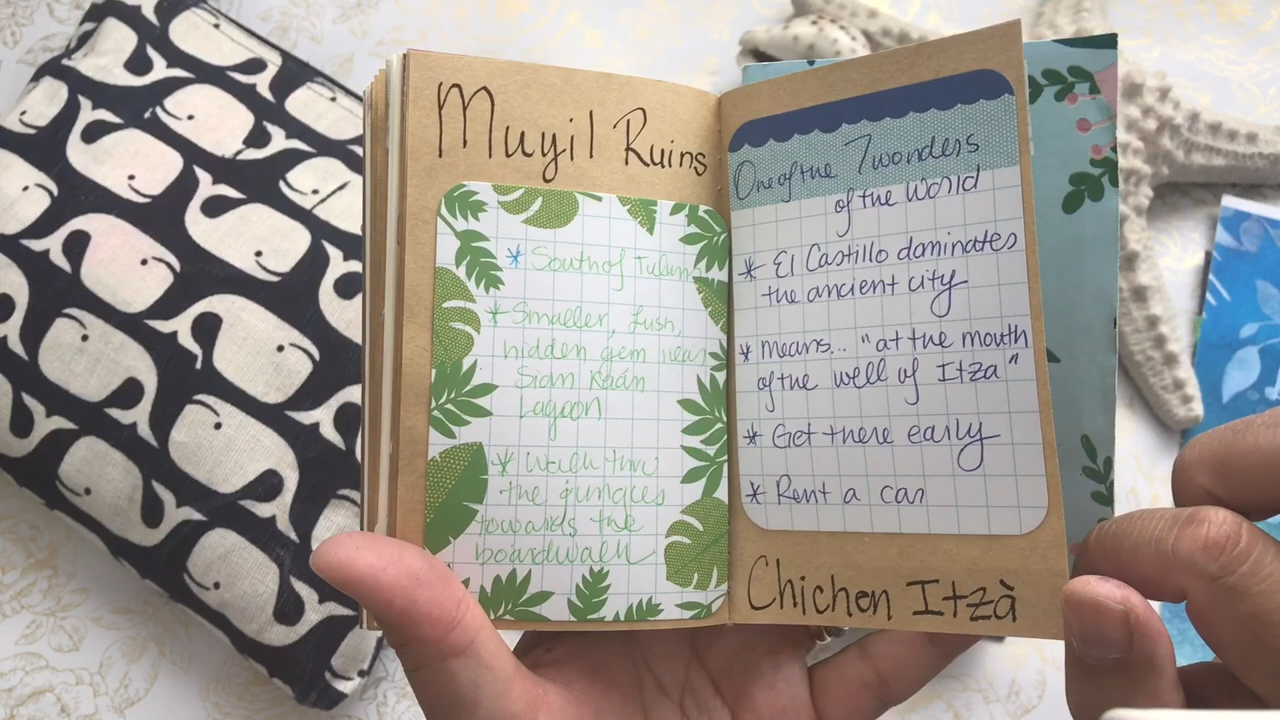 Muyil Ruins
* South of Tulum
* Smaller, lush,
hidden gem near
Sian Kaán
Lagoon
* Walk thru
the jungles
towards the
boardwalk
One of the 7 wonders
of the World
* El Castillo dominates
the ancient city
* means... "at the mouth
of the well of Itza"
* Get there early
* Rent a car
Chichen Itzà